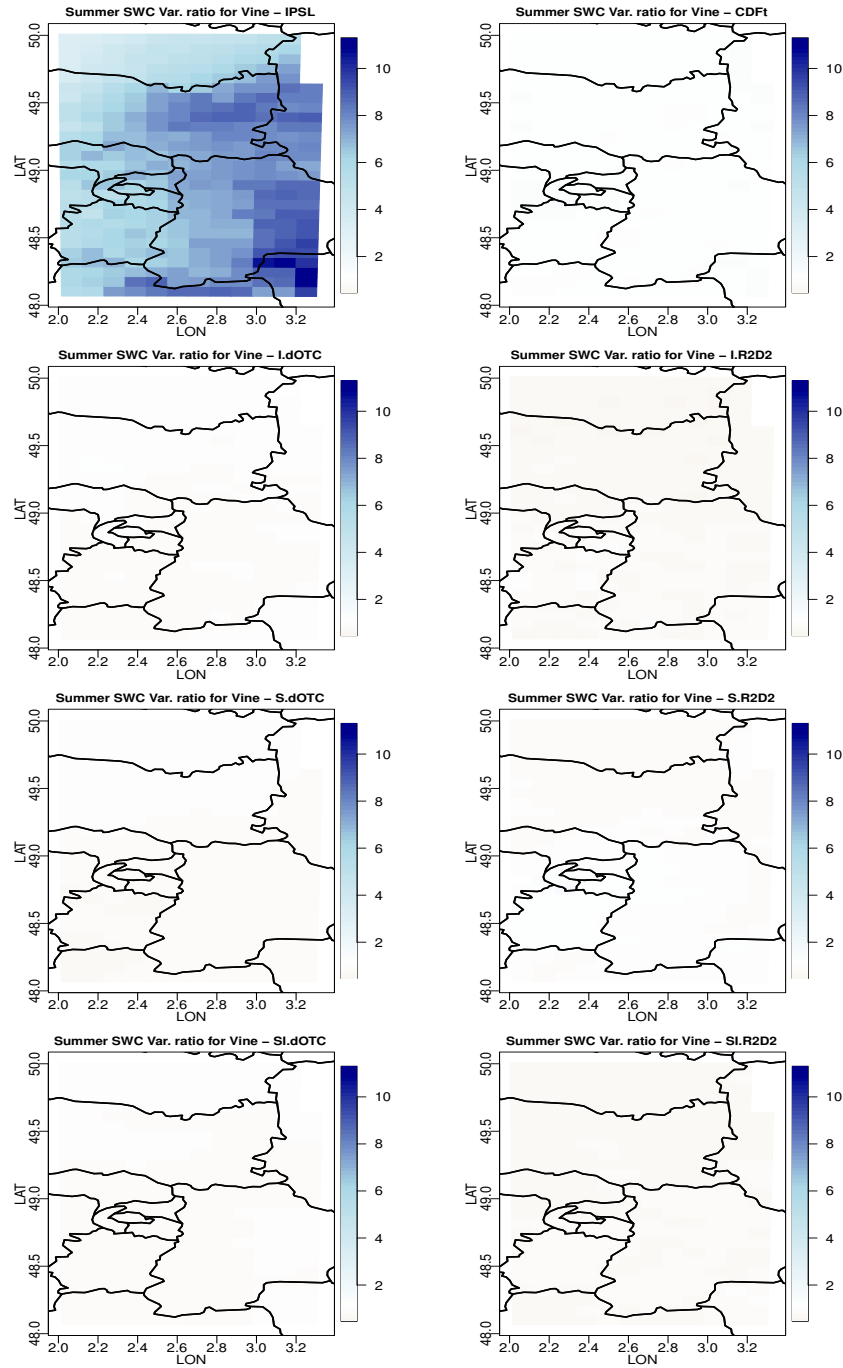 Summer SWC Var. ratio for Vine − IPSL
LAT
50.0
49.5
49.0
48.5
48.0
2.0 2.2 2.4 2.6 2.8 3.0 3.2
LON
10
8
6
4
2
Summer SWC Var. ratio for Vine − CDFt
LAT
50.0
49.5
49.0
48.5
48.0
2.0 2.2 2.4 2.6 2.8 3.0 3.2
LON
10
8
6
4
2
Summer SWC Var. ratio for Vine − I.dOTC
LAT
50.0
49.5
49.0
48.5
48.0
2.0 2.2 2.4 2.6 2.8 3.0 3.2
LON
10
8
6
4
2
Summer SWC Var. ratio for Vine − I.R2D2
LAT
50.0
49.5
49.0
48.5
48.0
2.0 2.2 2.4 2.6 2.8 3.0 3.2
LON
10
8
6
4
2
Summer SWC Var. ratio for Vine − S.dOTC
LAT
50.0
49.5
49.0
48.5
48.0
2.0 2.2 2.4 2.6 2.8 3.0 3.2
LON
10
8
6
4
2
Summer SWC Var. ratio for Vine − S.R2D2
LAT
50.0
49.5
49.0
48.5
48.0
2.0 2.2 2.4 2.6 2.8 3.0 3.2
LON
10
8
6
4
2
Summer SWC Var. ratio for Vine − SI.dOTC
LAT
50.0
49.5
49.0
48.5
48.0
2.0 2.2 2.4 2.6 2.8 3.0 3.2
LON
10
8
6
4
2
Summer SWC Var. ratio for Vine − SI.R2D2
LAT
50.0
49.5
49.0
48.5
48.0
2.0 2.2 2.4 2.6 2.8 3.0 3.2
LON
10
8
6
4
2